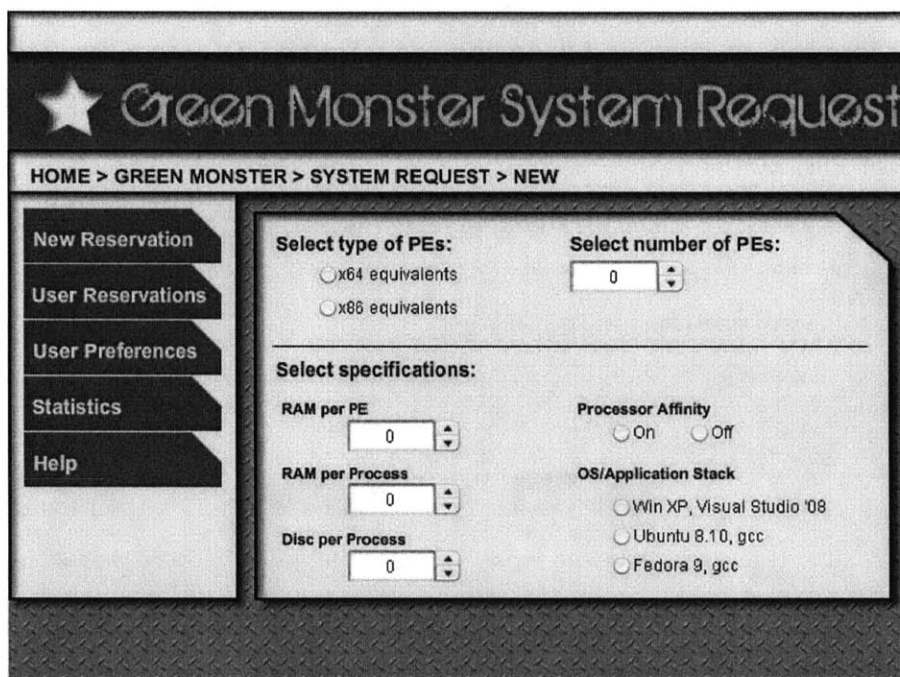 Green Monster System Request
HOME > GREEN MONSTER > SYSTEM REQUEST > NEW
New Reservation
User Reservations
User Preferences
Statistics
Help
Select type of PEs:
x64 equivalents
x86 equivalents
Select number of PEs:
0
Select specifications:
RAM per PE
0
RAM per Process
0
Disc per Process
0
Processor Affinity
On Off
OS/Application Stack
Win XP, Visual Studio '08
Ubuntu 8.10, gcc
Fedora 9, gcc